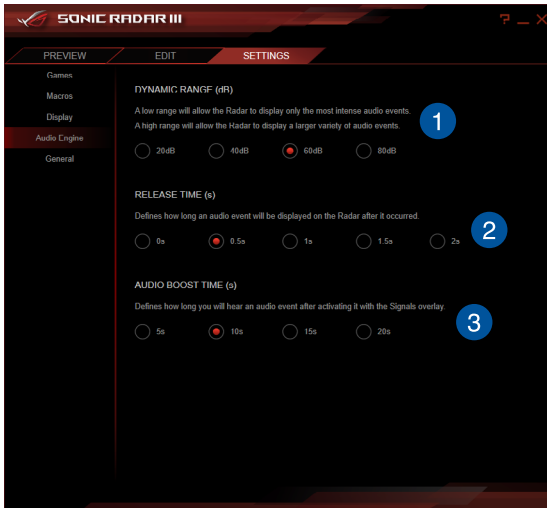 SONIC RADAR III
? _ X
PREVIEW EDIT SETTINGS
Games
Macros
Display
Audio Engine
General
DYNAMIC RANGE (dB)
A low range will allow the Radar to display only the most intense audio events.
A high range will allow the Radar to display a larger variety of audio events.
1
20dB 40dB 60dB 80dB
RELEASE TIME (s)
Defines how long an audio event will be displayed on the Radar after it occurred.
2
0s 0.5s 1s 1.5s 2s
AUDIO BOOST TIME (s)
Defines how long you will hear an audio event after activating it with the Signals overlay.
3
5s 10s 15s 20s